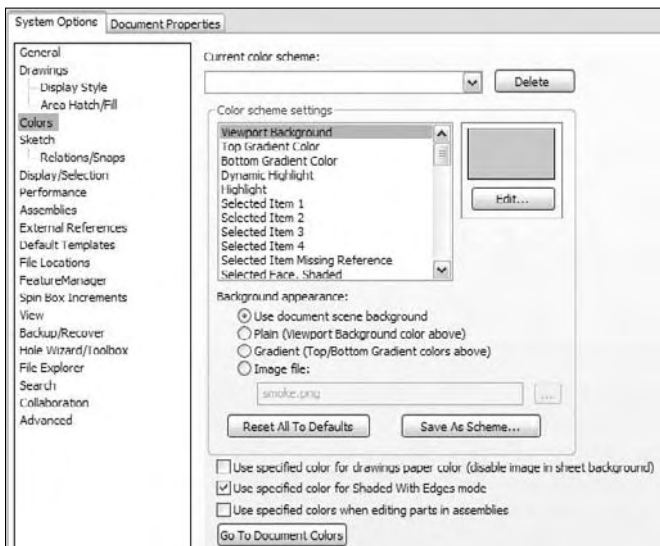 System Options Document Properties
General
Drawings
Display Style
Area Hatch/Fill
Colors
Sketch
Relations/Snaps
Display/Selection
Performance
Assemblies
External References
Default Templates
File Locations
FeatureManager
Spin Box Increments
View
Backup/Recover
Hole Wizard/Toolbox
File Explorer
Search
Collaboration
Advanced
Current color scheme:
Delete
Color scheme settings
Viewport Background
Top Gradient Color
Bottom Gradient Color
Dynamic Highlight
Highlight
Selected Item 1
Selected Item 2
Selected Item 3
Selected Item 4
Selected Item Missing Reference
Selected Face, Shaded
Edit...
Background appearance:
Use document scene background
Plain (Viewport Background color above)
Gradient (Top/Bottom Gradient colors above)
Image file:
smoke.png
...
Reset All To Defaults
Save As Scheme...
Use specified color for drawings paper color (disable image in sheet background)
Use specified color for Shaded With Edges mode
Use specified colors when editing parts in assemblies
Go To Document Colors